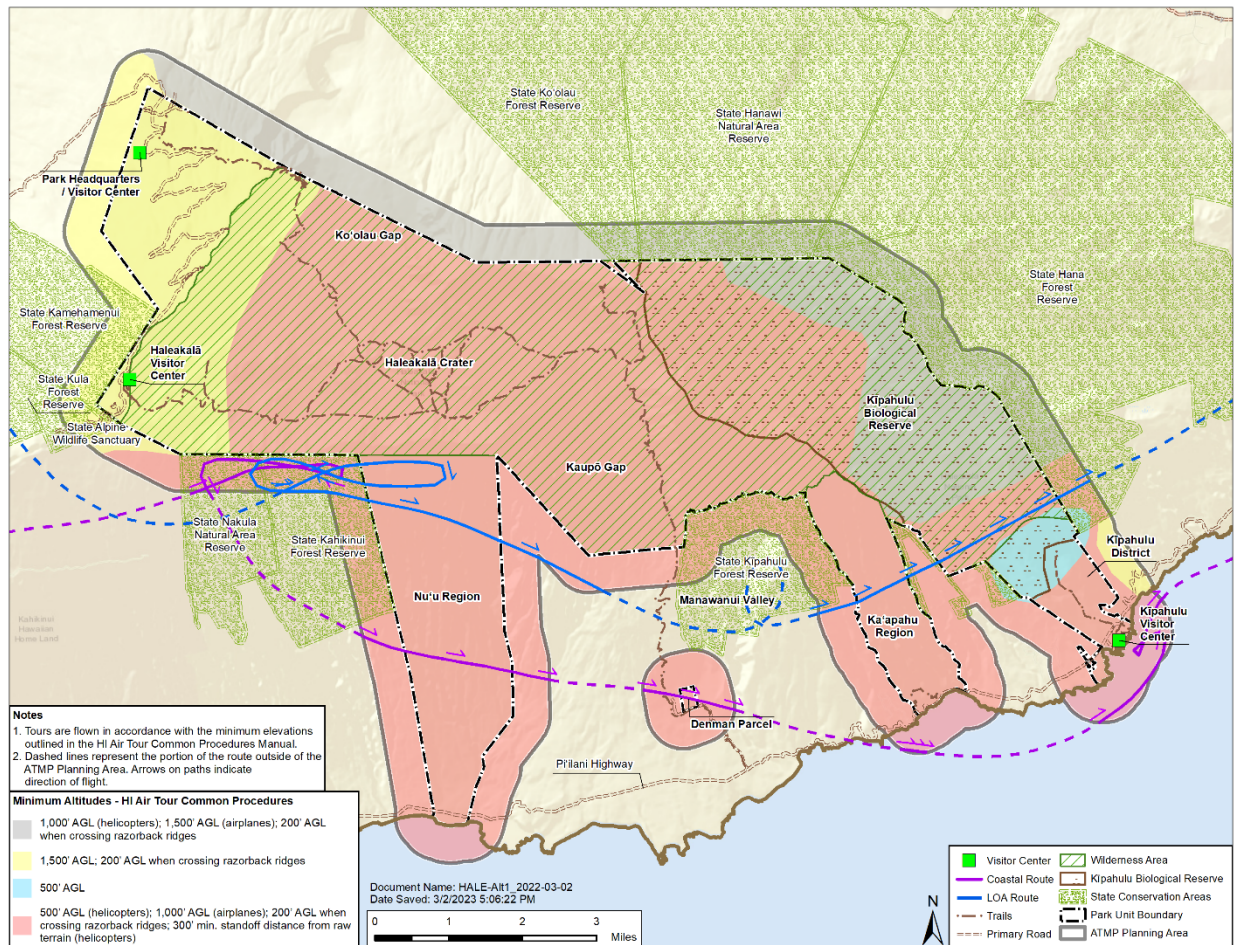 State Ko'olau
Forest Reserve
State Hanawi
Natural Area
Reserve
Park Headquarters
/ Visitor Center
Ko'olau Gap
State Hana
Forest
Reserve
State Kamehamenui
Forest Reserve
Haleakalā
Visitor
Center
Haleakalā Crater
State Kula
Forest
Reserve
Kīpahulu
Biological
Reserve
State Alpine
Wildlife Sanctuary
Kaupō Gap
State Nakula
Natural Area
Reserve
State Kahikinui
Forest Reserve
State Kīpahulu
Forest Reserve
Kīpahulu
District
Nu'u Region
Manawainui Valley
Ka'apahu
Region
Kīpahulu
Visitor
Center
Kahikinui
Hawaiian
Home Land
Denman Parcel
Pi'ilani Highway
Notes
1. Tours are flown in accordance with the minimum elevations
outlined in the HI Air Tour Common Procedures Manual.
2. Dashed lines represent the portion of the route outside of the
ATMP Planning Area. Arrows on paths indicate
direction of flight.
Minimum Altitudes - HI Air Tour Common Procedures
1,000' AGL (helicopters); 1,500' AGL (airplanes); 200' AGL
when crossing razorback ridges
1,500' AGL; 200' AGL when crossing razorback ridges
500' AGL
500' AGL (helicopters); 1,000' AGL (airplanes); 200' AGL when
crossing razorback ridges; 300' min. standoff distance from raw
terrain (helicopters)
Document Name: HALE-Alt1_2022-03-02
Date Saved: 3/2/2023 5:06:22 PM
0 1 2 3
Miles
N
Visitor Center
Coastal Route
LOA Route
Trails
Primary Road
Wilderness Area
Kīpahulu Biological Reserve
State Conservation Areas
Park Unit Boundary
ATMP Planning Area